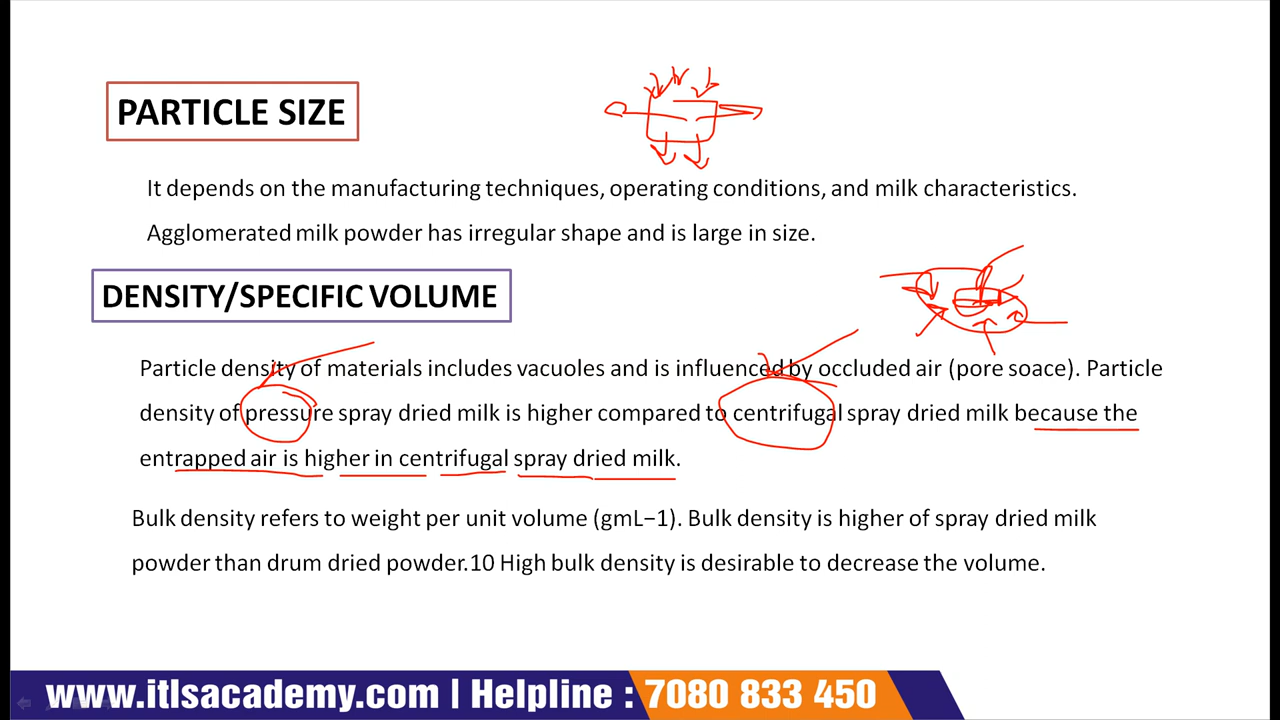 PARTICLE SIZE
It depends on the manufacturing techniques, operating conditions, and milk characteristics.
Agglomerated milk powder has irregular shape and is large in size.
DENSITY/SPECIFIC VOLUME
Particle density of materials includes vacuoles and is influenced by occluded air (pore soace). Particle
density of pressure spray dried milk is higher compared to centrifugal spray dried milk because the
entrapped air is higher in centrifugal spray dried milk.
Bulk density refers to weight per unit volume (gmL−1). Bulk density is higher of spray dried milk
powder than drum dried powder.10 High bulk density is desirable to decrease the volume.
www.itlsacademy.com | Helpline : 7080 833 450